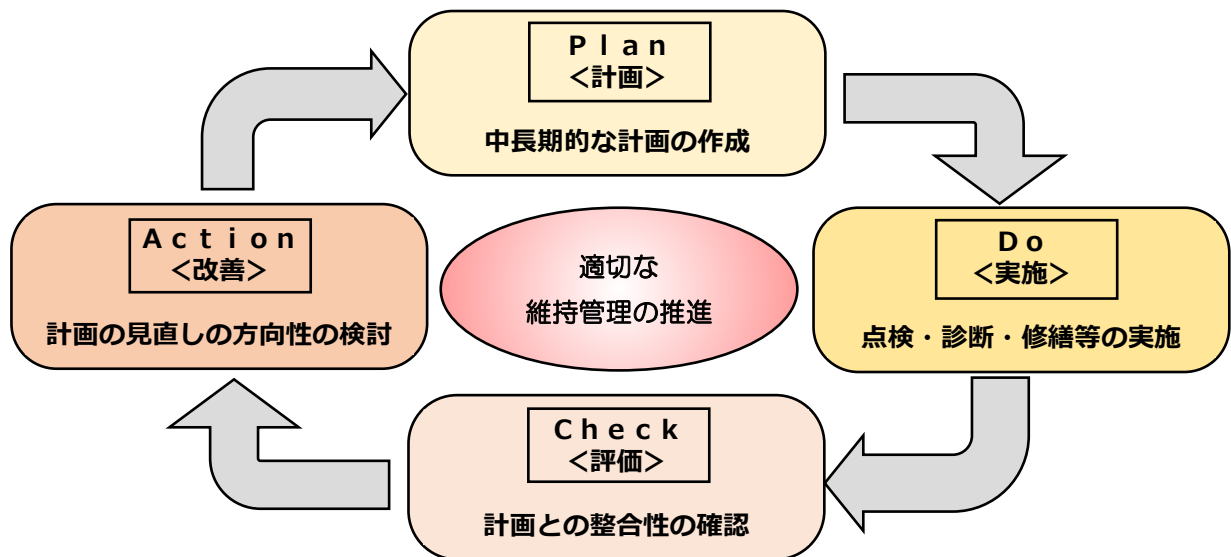 Ｐｌａｎ
＜計画＞
中長期的な計画の作成
Ａｃｔｉｏｎ
＜改善＞
計画の見直しの方向性の検討
適切な
維持管理の推進
Ｄｏ
＜実施＞
点検・診断・修繕等の実施
Ｃｈｅｃｋ
＜評価＞
計画との整合性の確認